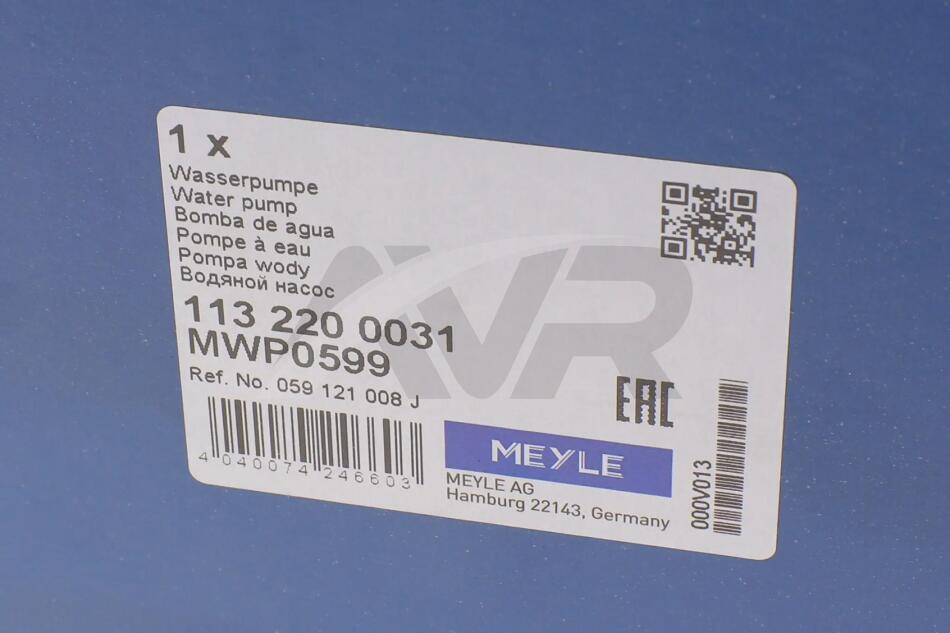 1 x
Wasserpumpe
Water pump
Bomba de agua
Pompe à eau
Pompa wody
Водяной насос
113 220 0031
MWP0599
Ref. No. 059 121 008 J
4 040074 246603
MEYLE
MEYLE AG
Hamburg 22143, Germany
EAC
000V013
AVR